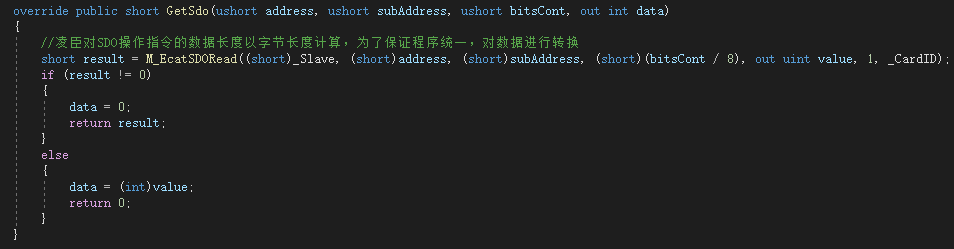 override public short GetSdo(ushort address, ushort subAddress, ushort bitsCont, out int data)
{
//凌臣对SDO操作指令的数据长度以字节长度计算，为了保证程序统一，对数据进行转换
short result = M_EcatSDORead((short)_Slave, (short)address, (short)subAddress, (short)(bitsCont / 8), out uint value, 1, _CardID);
if (result != 0)
{
data = 0;
return result;
}
else
{
data = (int)value;
return 0;
}
}